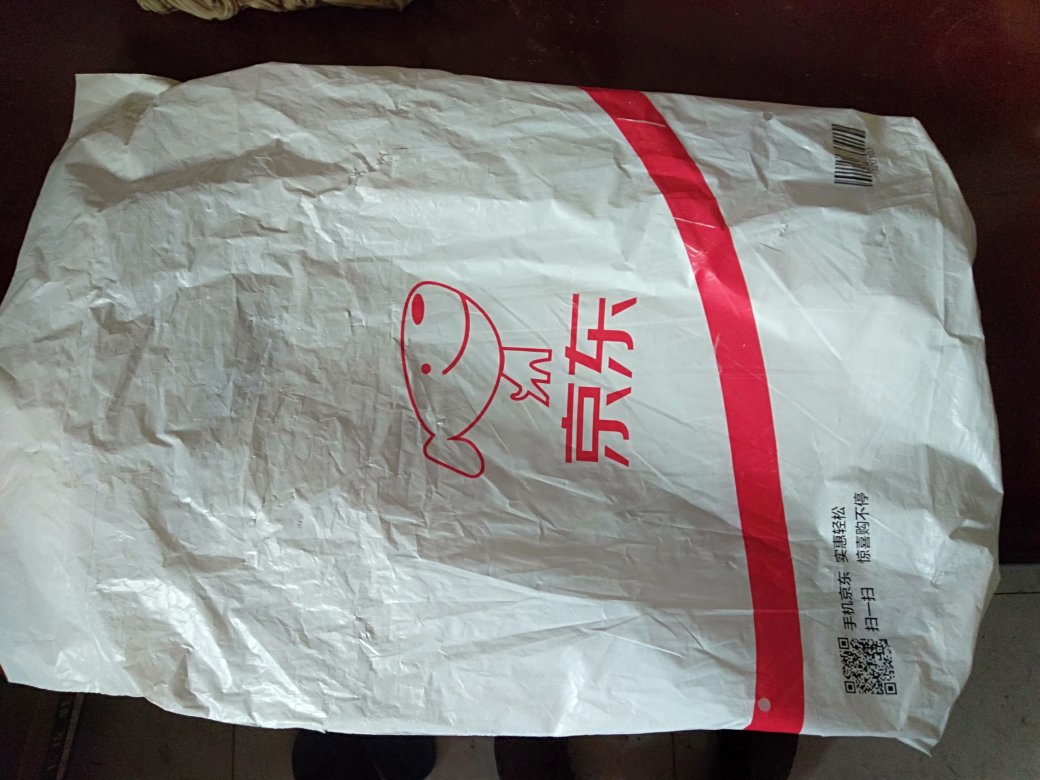 京东
手机京东 实惠轻松
扫一扫 惊喜购不停